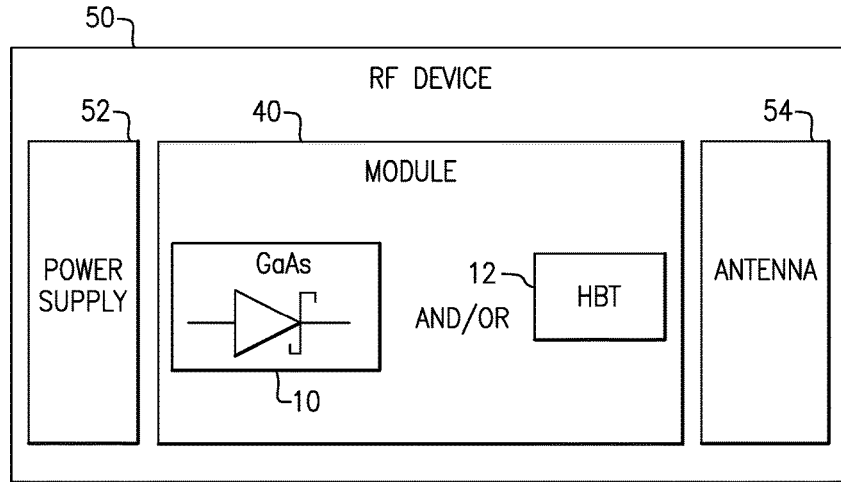 50
RF DEVICE
52
40
54
MODULE
GaAs
POWER
SUPPLY
12
HBT
AND/OR
ANTENNA
10